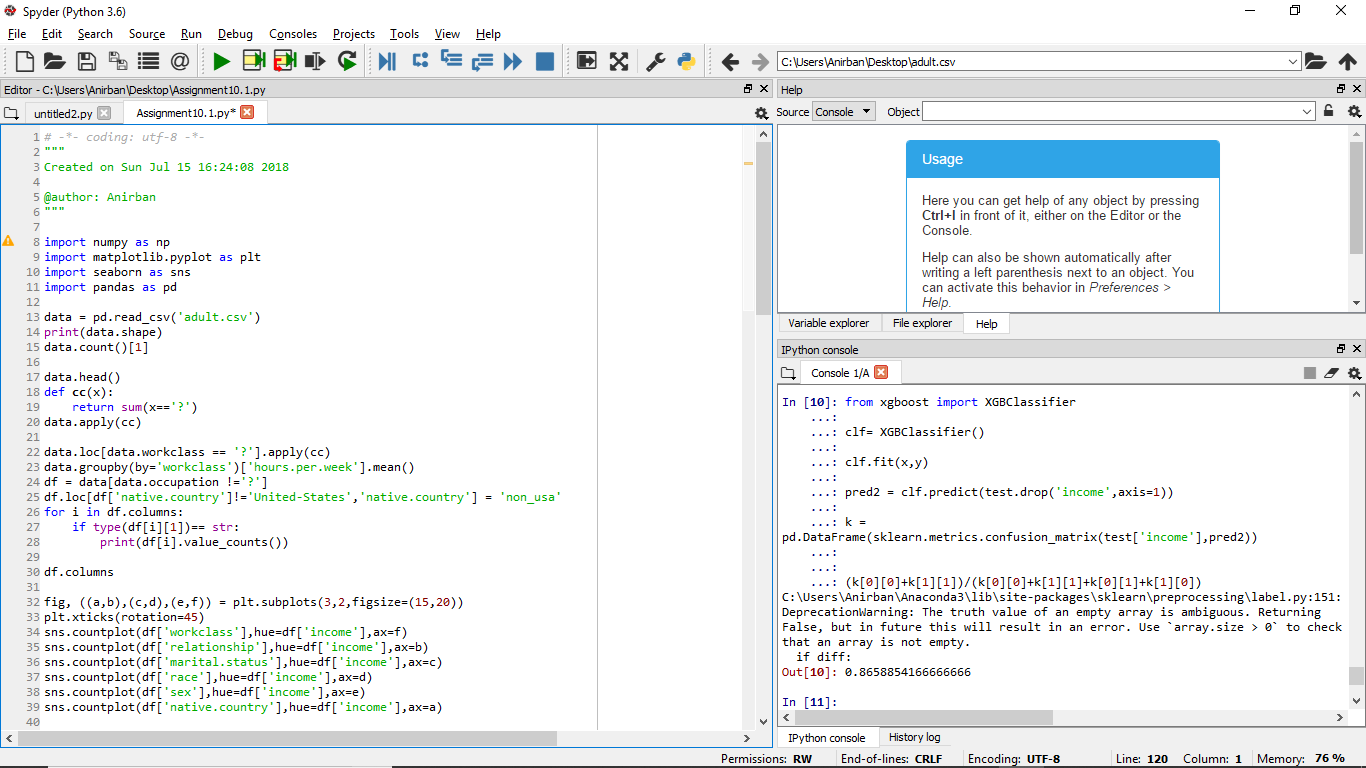 Spyder (Python 3.6)
File Edit Search Source Run Debug Consoles Projects Tools View Help
C:\Users\Anirban\Desktop\adult.csv
Editor - C:\Users\Anirban\Desktop\Assignment10.1.py
untitled2.py Assignment10.1.py*
1 # -*- coding: utf-8 -*-
2 """
3 Created on Sun Jul 15 16:24:08 2018
4
5 @author: Anirban
6 """
7
8 import numpy as np
9 import matplotlib.pyplot as plt
10 import seaborn as sns
11 import pandas as pd
12
13 data = pd.read_csv('adult.csv')
14 print(data.shape)
15 data.count()[1]
16
17 data.head()
18 def cc(x):
19     return sum(x=='?')
20 data.apply(cc)
21
22 data.loc[data.workclass == '?'].apply(cc)
23 data.groupby(by='workclass')['hours.per.week'].mean()
24 df = data[data.occupation !='?']
25 df.loc[df['native.country']!='United-States','native.country'] = 'non_usa'
26 for i in df.columns:
27     if type(df[i][1])== str:
28         print(df[i].value_counts())
29
30 df.columns
31
32 fig, ((a,b),(c,d),(e,f)) = plt.subplots(3,2,figsize=(15,20))
33 plt.xticks(rotation=45)
34 sns.countplot(df['workclass'],hue=df['income'],ax=f)
35 sns.countplot(df['relationship'],hue=df['income'],ax=b)
36 sns.countplot(df['marital.status'],hue=df['income'],ax=c)
37 sns.countplot(df['race'],hue=df['income'],ax=d)
38 sns.countplot(df['sex'],hue=df['income'],ax=e)
39 sns.countplot(df['native.country'],hue=df['income'],ax=a)
40
Help
Source Console Object
Usage
Here you can get help of any object by pressing
Ctrl+I in front of it, either on the Editor or the
Console.
Help can also be shown automatically after
writing a left parenthesis next to an object. You
can activate this behavior in Preferences >
Help.
Variable explorer File explorer Help
IPython console
Console 1/A
In [10]: from xgboost import XGBClassifier
...:
...: clf= XGBClassifier()
...:
...: clf.fit(x,y)
...:
...: pred2 = clf.predict(test.drop('income',axis=1))
...:
...: k =
pd.DataFrame(sklearn.metrics.confusion_matrix(test['income'],pred2))
...:
...:
...: (k[0][0]+k[1][1])/(k[0][0]+k[1][1]+k[0][1]+k[1][0])
C:\Users\Anirban\Anaconda3\lib\site-packages\sklearn\preprocessing\label.py:151:
DeprecationWarning: The truth value of an empty array is ambiguous. Returning
False, but in future this will result in an error. Use `array.size > 0` to check
that an array is not empty.
if diff:
Out[10]: 0.8658854166666666
In [11]:
IPython console History log
Permissions: RW End-of-lines: CRLF Encoding: UTF-8 Line: 120 Column: 1 Memory: 76 %